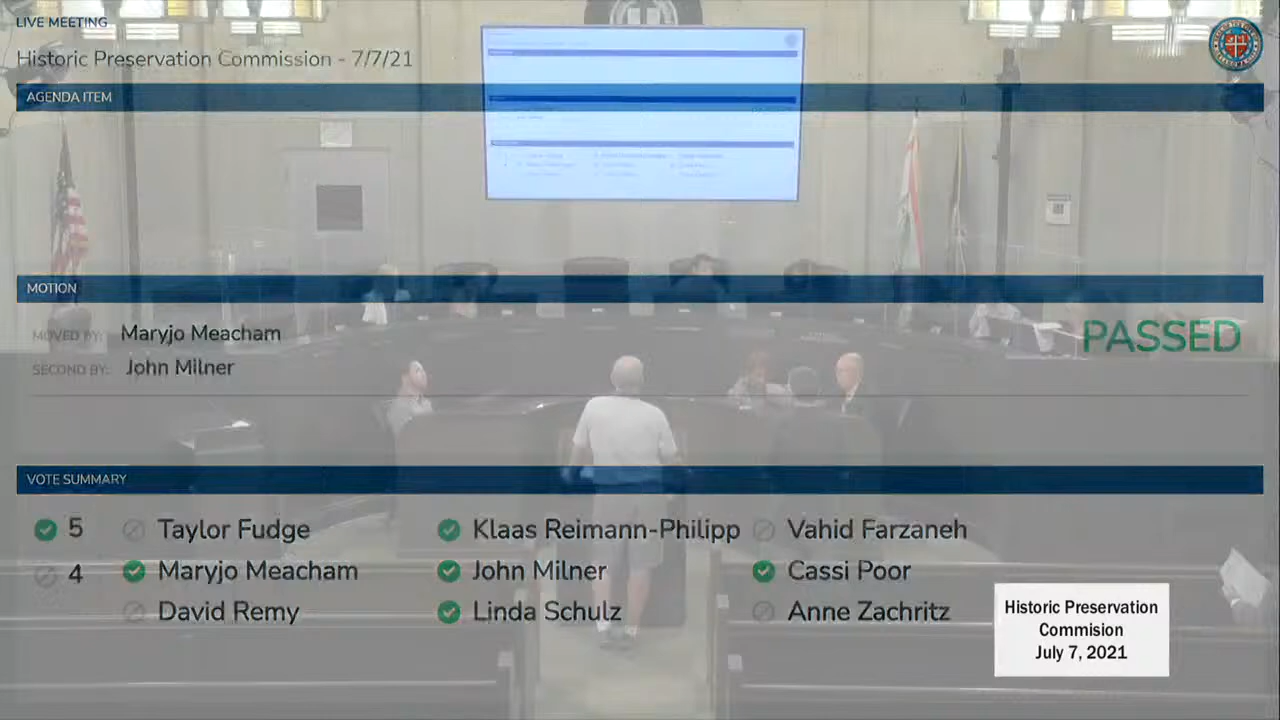 LIVE MEETING
Historic Preservation Commission - 7/7/21
AGENDA ITEM
MOTION
MOVED BY: Maryjo Meacham
PASSED
SECOND BY: John Milner
VOTE SUMMARY
5 Taylor Fudge Klaas Reimann-Philipp Vahid Farzaneh
4 Maryjo Meacham John Milner Cassi Poor
David Remy Linda Schulz Anne Zachritz
Historic Preservation
Commision
July 7, 2021